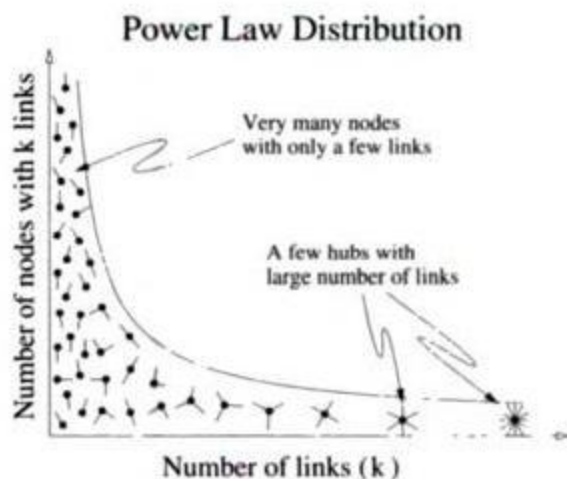 Power Law Distribution
Number of nodes with k links
Very many nodes
with only a few links
A few hubs with
large number of links
Number of links (k)